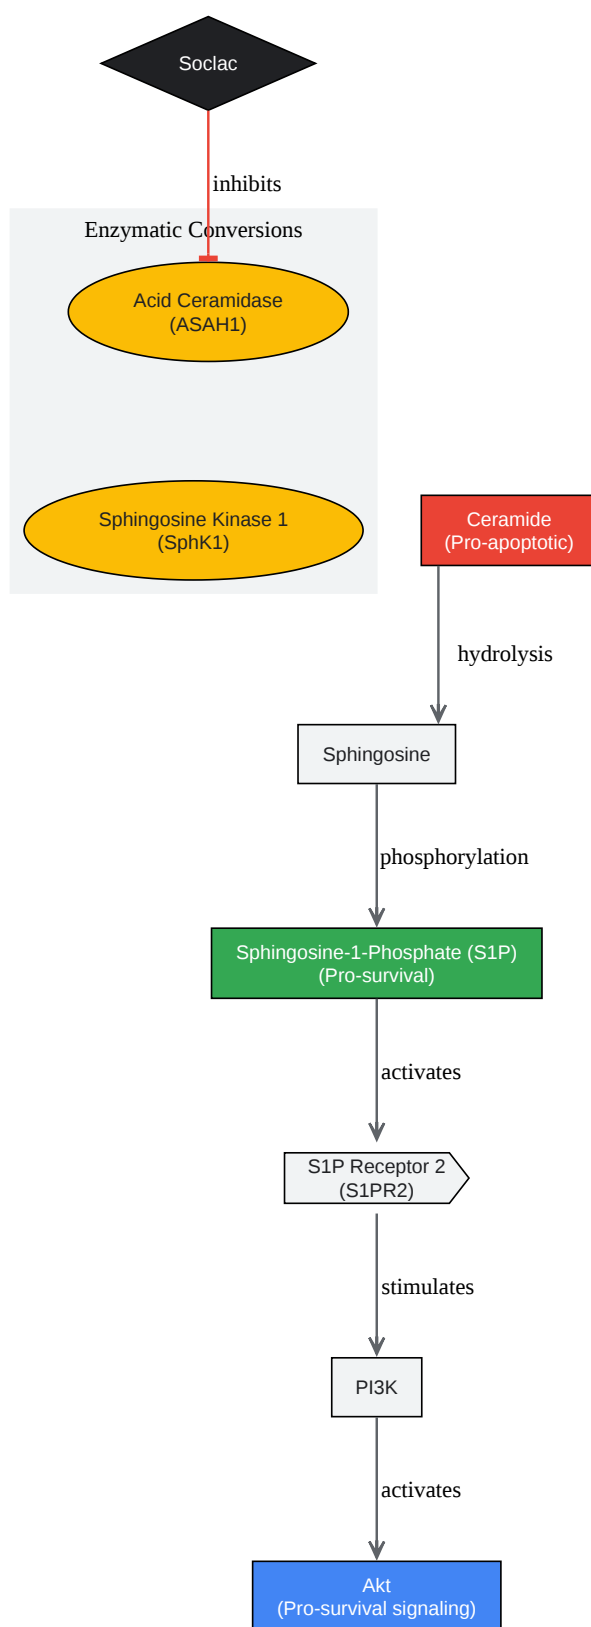 Soclac
inhibits
Enzymatic Conversions
Acid Ceramidase
(ASAH1)
Sphingosine Kinase 1
(SphK1)
Ceramide
(Pro-apoptotic)
hydrolysis
Sphingosine
phosphorylation
Sphingosine-1-Phosphate (S1P)
(Pro-survival)
activates
S1P Receptor 2
(S1PR2)
stimulates
PI3K
activates
Akt
(Pro-survival signaling)